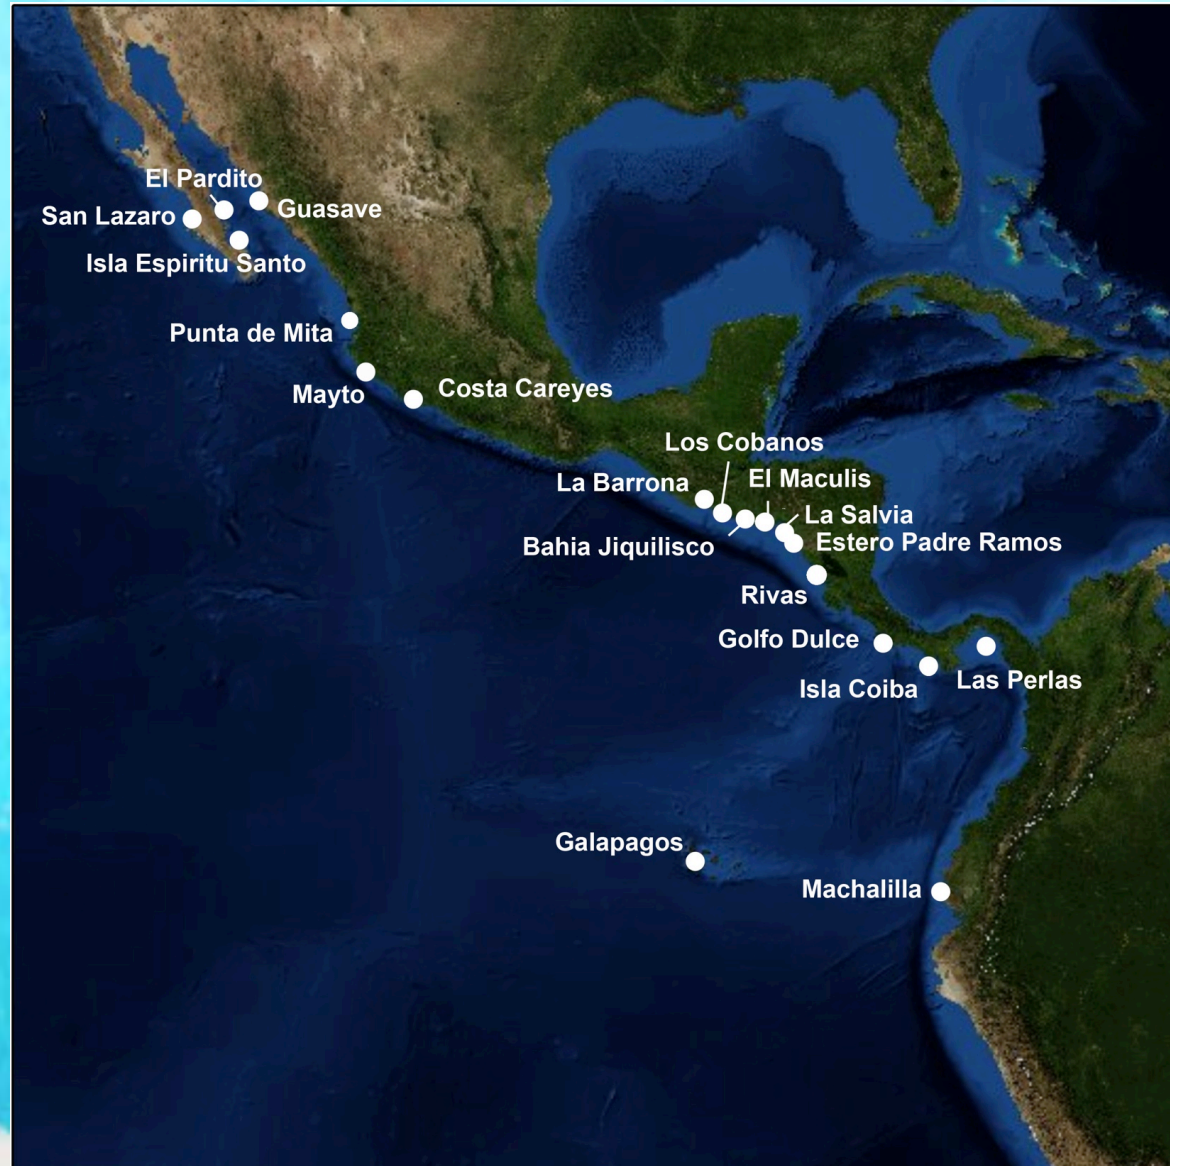 El Pardito
San Lazaro
Guasave
Isla Espiritu Santo
Punta de Mita
Mayto
Costa Careyes
Los Cobanos
La Barrona
El Maculis
La Salvia
Bahia Jiquilisco
Estero Padre Ramos
Rivas
Golfo Dulce
Isla Coiba
Las Perlas
Galapagos
Machalilla